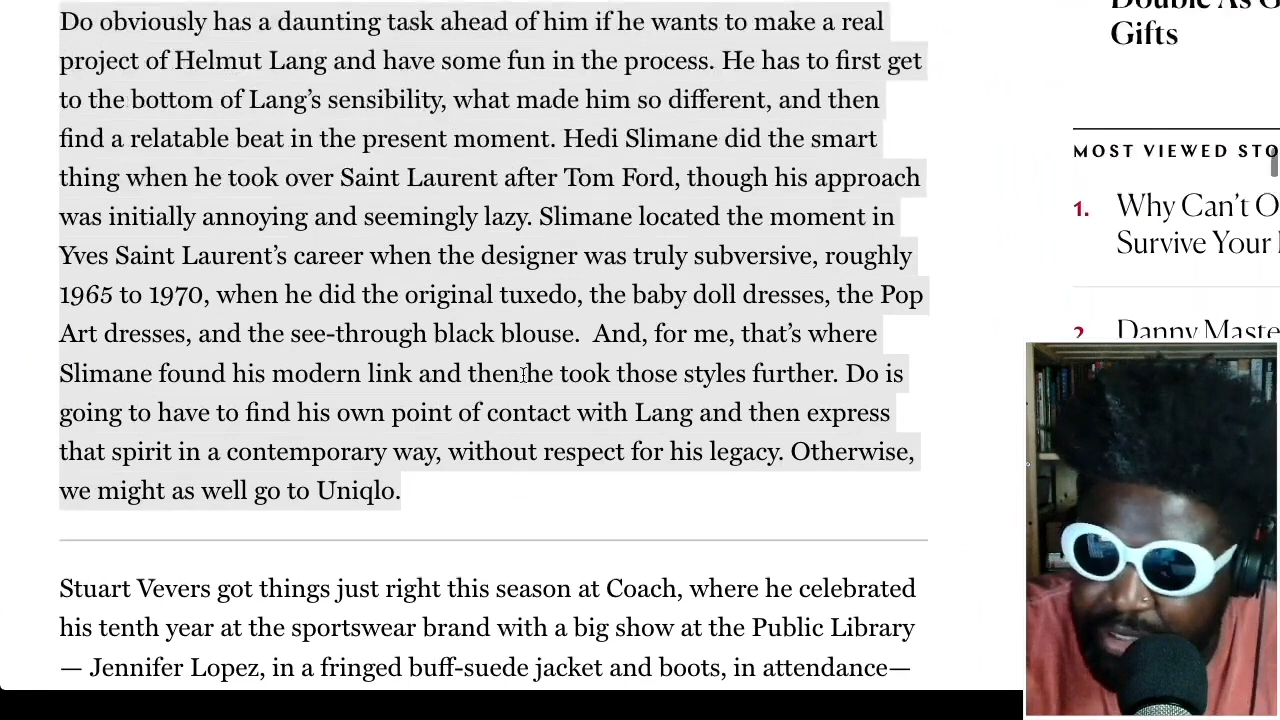 Do obviously has a daunting task ahead of him if he wants to make a real
project of Helmut Lang and have some fun in the process. He has to first get
to the bottom of Lang’s sensibility, what made him so different, and then
find a relatable beat in the present moment. Hedi Slimane did the smart
thing when he took over Saint Laurent after Tom Ford, though his approach
was initially annoying and seemingly lazy. Slimane located the moment in
Yves Saint Laurent’s career when the designer was truly subversive, roughly
1965 to 1970, when he did the original tuxedo, the baby doll dresses, the Pop
Art dresses, and the see-through black blouse.  And, for me, that’s where
Slimane found his modern link and then he took those styles further. Do is
going to have to find his own point of contact with Lang and then express
that spirit in a contemporary way, without respect for his legacy. Otherwise,
we might as well go to Uniqlo.
Stuart Vevers got things just right this season at Coach, where he celebrated
his tenth year at the sportswear brand with a big show at the Public Library
— Jennifer Lopez, in a fringed buff-suede jacket and boots, in attendance—
Double As G
Gifts
MOST VIEWED STO
1. Why Can’t O
Survive Your
2. Danny Maste